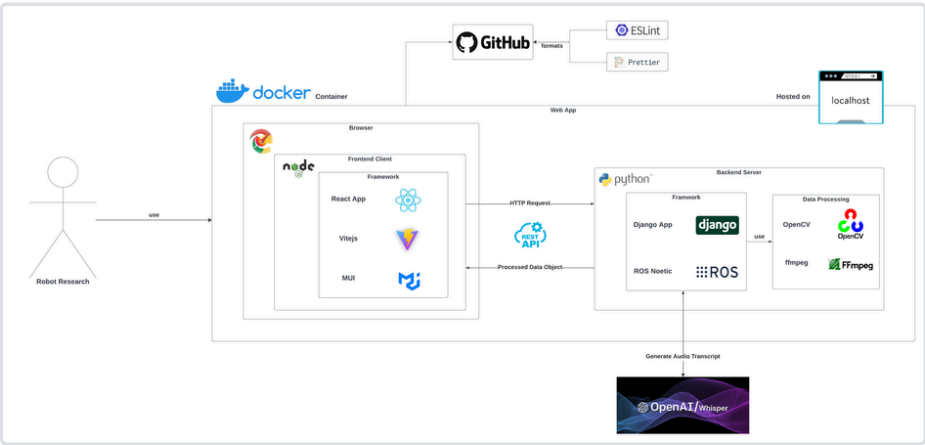 GitHub
formats
ESLint
Prettier
docker Container
Hosted on
localhost
Web App
Browser
Frontend Client
node
Framework
React App
Vitejs
MUI
use
Robot Research
HTTP Request
REST
API
Processed Data Object
Backend Server
python
Framwork
Django App
django
ROS Noetic
ROS
use
Data Processing
OpenCV
OpenCV
ffmpeg
FFmpeg
Generate Audio Transcript
OpenAI/Whisper